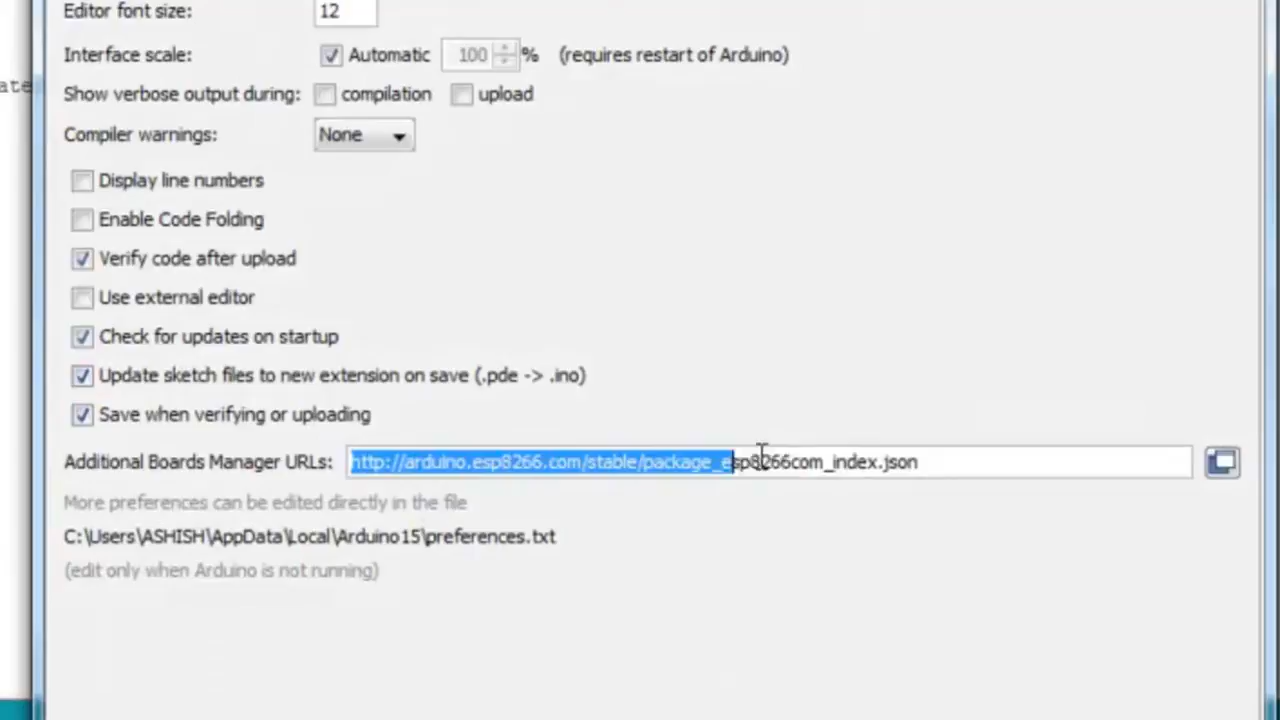 Editor font size: 12
Interface scale: Automatic 100 % (requires restart of Arduino)
Show verbose output during: compilation upload
Compiler warnings: None
Display line numbers
Enable Code Folding
Verify code after upload
Use external editor
Check for updates on startup
Update sketch files to new extension on save (.pde -> .ino)
Save when verifying or uploading
Additional Boards Manager URLs: http://arduino.esp8266.com/stable/package_esp8266com_index.json
More preferences can be edited directly in the file
C:\Users\ASHISH\AppData\Local\Arduino15\preferences.txt
(edit only when Arduino is not running)